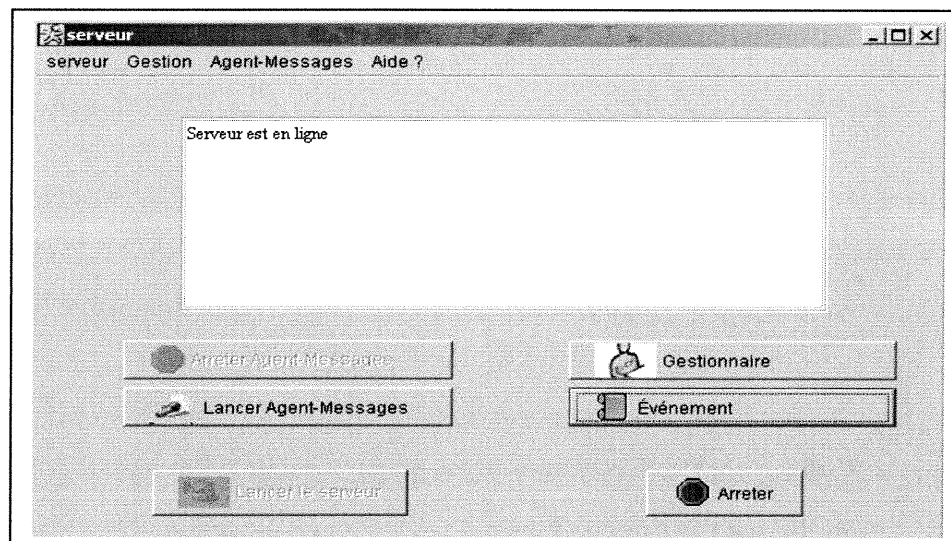 serveur
serveur Gestion Agent-Messages Aide ?
Serveur est en ligne
Arreter Agent-Messages
Gestionnaire
Lancer Agent-Messages
Événement
Lancer le serveur
Arreter